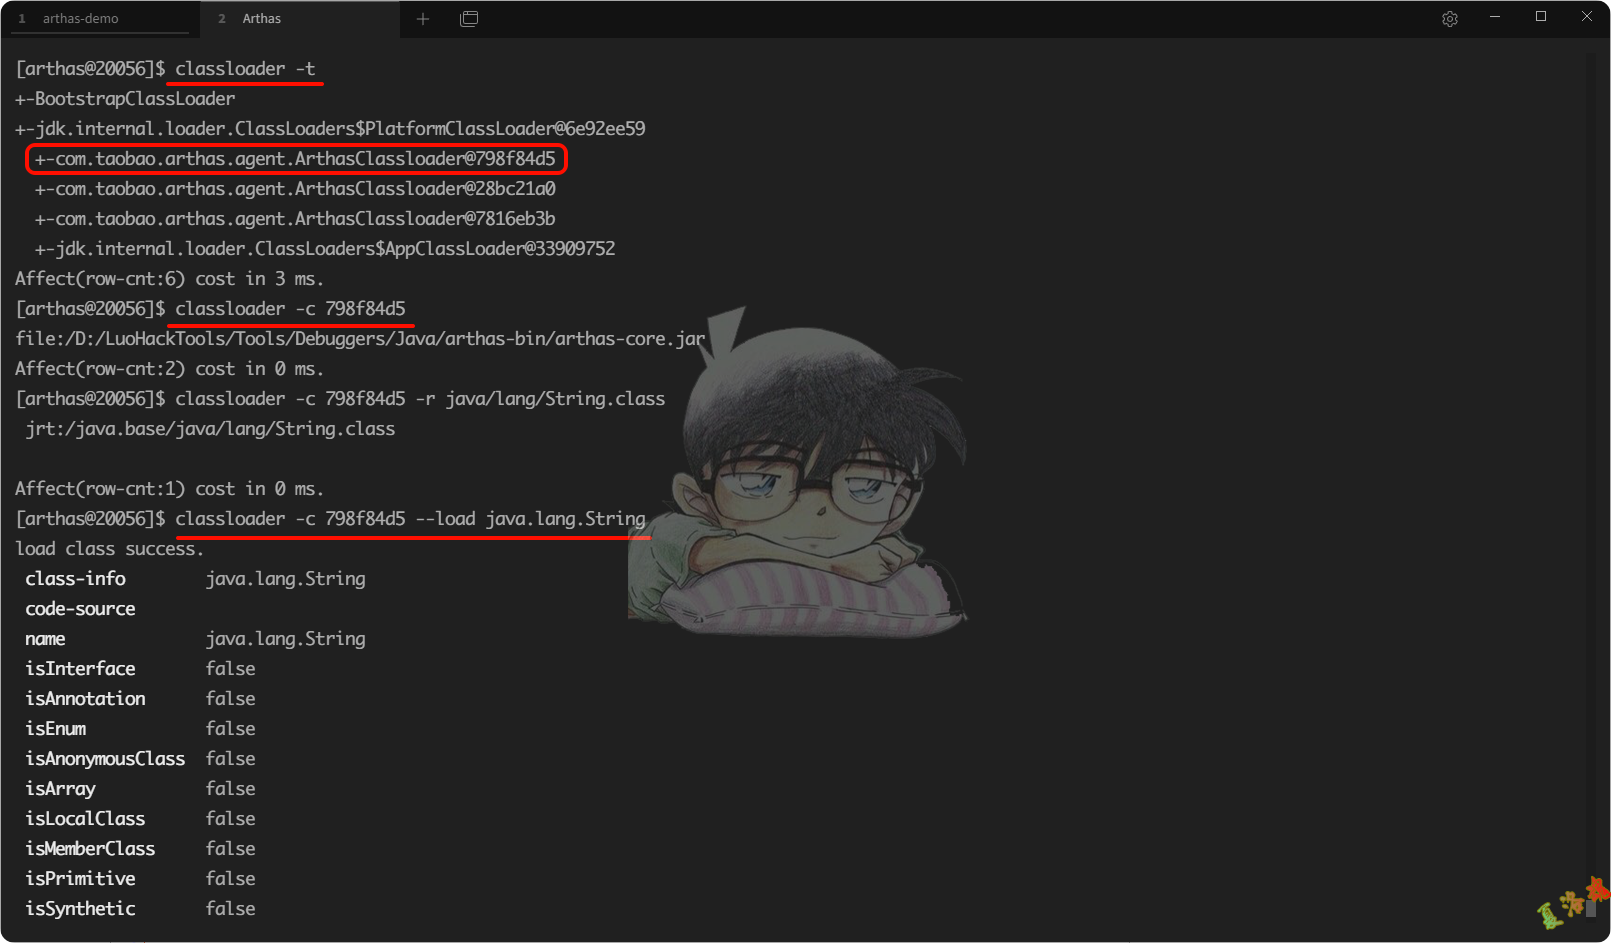 1 arthas-demo
2 Arthas
[arthas@20056]$ classloader -t
+-BootstrapClassLoader
+-jdk.internal.loader.ClassLoaders$PlatformClassLoader@6e92ee59
+-com.taobao.arthas.agent.ArthasClassloader@798f84d5
+-com.taobao.arthas.agent.ArthasClassloader@28bc21a0
+-com.taobao.arthas.agent.ArthasClassloader@7816eb3b
+-jdk.internal.loader.ClassLoaders$AppClassLoader@33909752
Affect(row-cnt:6) cost in 3 ms.
[arthas@20056]$ classloader -c 798f84d5
file:/D:/LuoHackTools/Tools/Debuggers/Java/arthas-bin/arthas-core.jar
Affect(row-cnt:2) cost in 0 ms.
[arthas@20056]$ classloader -c 798f84d5 -r java/lang/String.class
jrt:/java.base/java/lang/String.class
Affect(row-cnt:1) cost in 0 ms.
[arthas@20056]$ classloader -c 798f84d5 --load java.lang.String
load class success.
class-info java.lang.String
code-source
name java.lang.String
isInterface false
isAnnotation false
isEnum false
isAnonymousClass false
isArray false
isLocalClass false
isMemberClass false
isPrimitive false
isSynthetic false